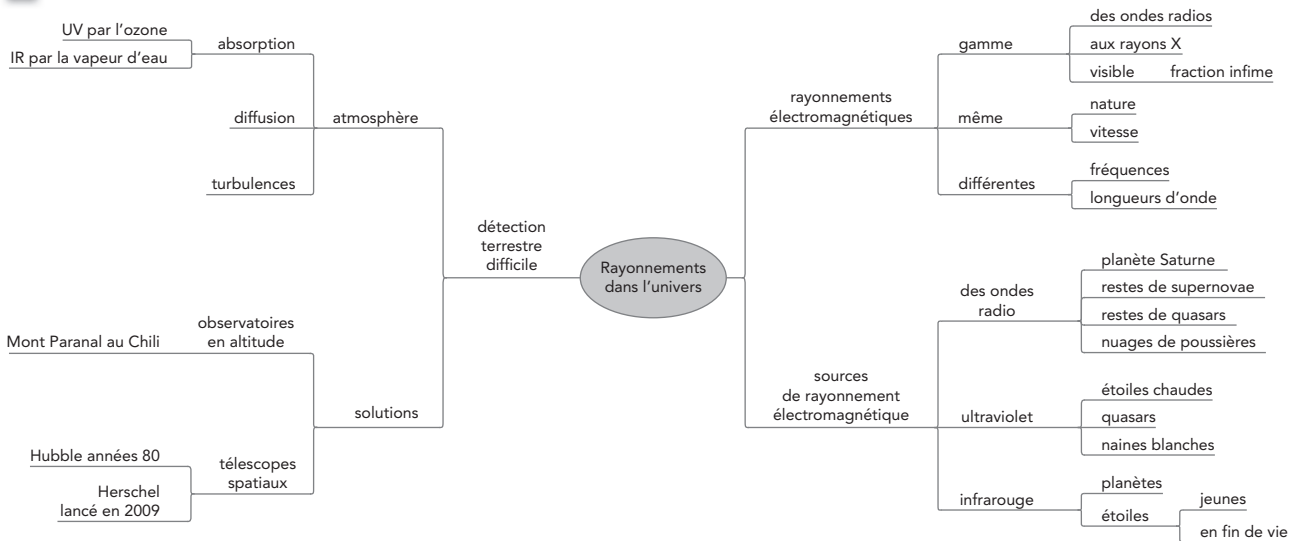 UV par l'ozone
IR par la vapeur d'eau
absorption
diffusion
turbulences
atmosphère
détection
terrestre
difficile
Mont Paranal au Chili
observatoires
en altitude
solutions
Hubble années 80
Herschel
lancé en 2009
télescopes
spatiaux
Rayonnements
dans l'univers
rayonnements
électromagnétiques
gamme
des ondes radios
aux rayons X
visible
fraction infime
même
nature
vitesse
différentes
fréquences
longueurs d'onde
sources
de rayonnement
électromagnétique
des ondes
radio
planète Saturne
restes de supernovae
restes de quasars
nuages de poussières
ultraviolet
étoiles chaudes
quasars
naines blanches
infrarouge
planètes
étoiles
jeunes
en fin de vie